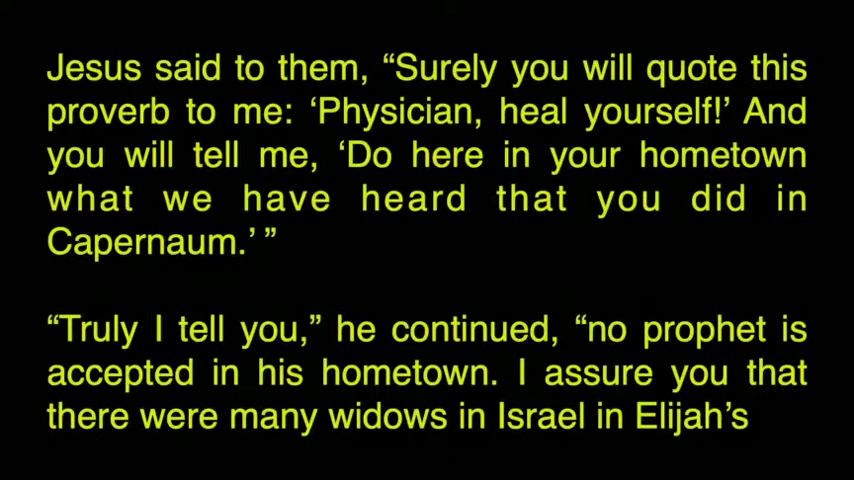 Jesus said to them, “Surely you will quote this
proverb to me: ‘Physician, heal yourself!’ And
you will tell me, ‘Do here in your hometown
what we have heard that you did in
Capernaum.’ ”
“Truly I tell you,” he continued, “no prophet is
accepted in his hometown. I assure you that
there were many widows in Israel in Elijah’s